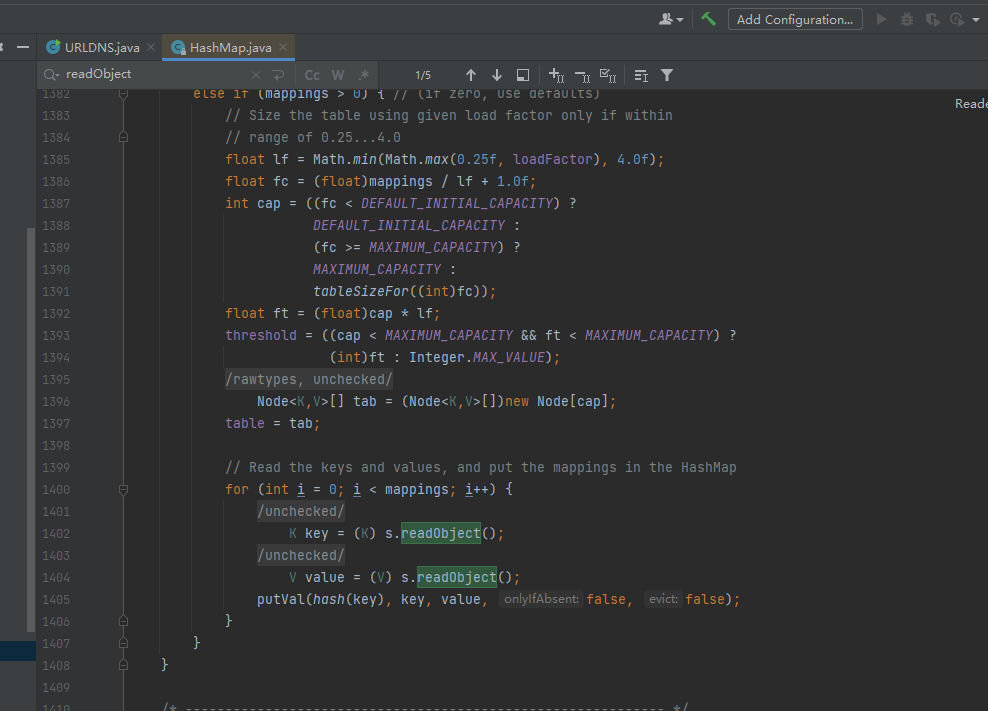 Add Configuration...
URLDNS.java
HashMap.java
readObject
Cc W .*
1/5
Reade
1382 else if (mappings > 0) { // (if zero, use defaults)
1383 // Size the table using given load factor only if within
1384 // range of 0.25...4.0
1385 float lf = Math.min(Math.max(0.25f, loadFactor), 4.0f);
1386 float fc = (float)mappings / lf + 1.0f;
1387 int cap = ((fc < DEFAULT_INITIAL_CAPACITY) ?
1388 DEFAULT_INITIAL_CAPACITY :
1389 (fc >= MAXIMUM_CAPACITY) ?
1390 MAXIMUM_CAPACITY :
1391 tableSizeFor((int)fc));
1392 float ft = (float)cap * lf;
1393 threshold = ((cap < MAXIMUM_CAPACITY && ft < MAXIMUM_CAPACITY) ?
1394 (int)ft : Integer.MAX_VALUE);
1395 /rawtypes, unchecked/
1396 Node<K,V>[] tab = (Node<K,V>[])new Node[cap];
1397 table = tab;
1398
1399 // Read the keys and values, and put the mappings in the HashMap
1400 for (int i = 0; i < mappings; i++) {
1401 /unchecked/
1402 K key = (K) s.readObject();
1403 /unchecked/
1404 V value = (V) s.readObject();
1405 putVal(hash(key), key, value, onlyIfAbsent: false, evict: false);
1406 }
1407 }
1408 }
1409
1410 /* ------------------------------------------------------------ */